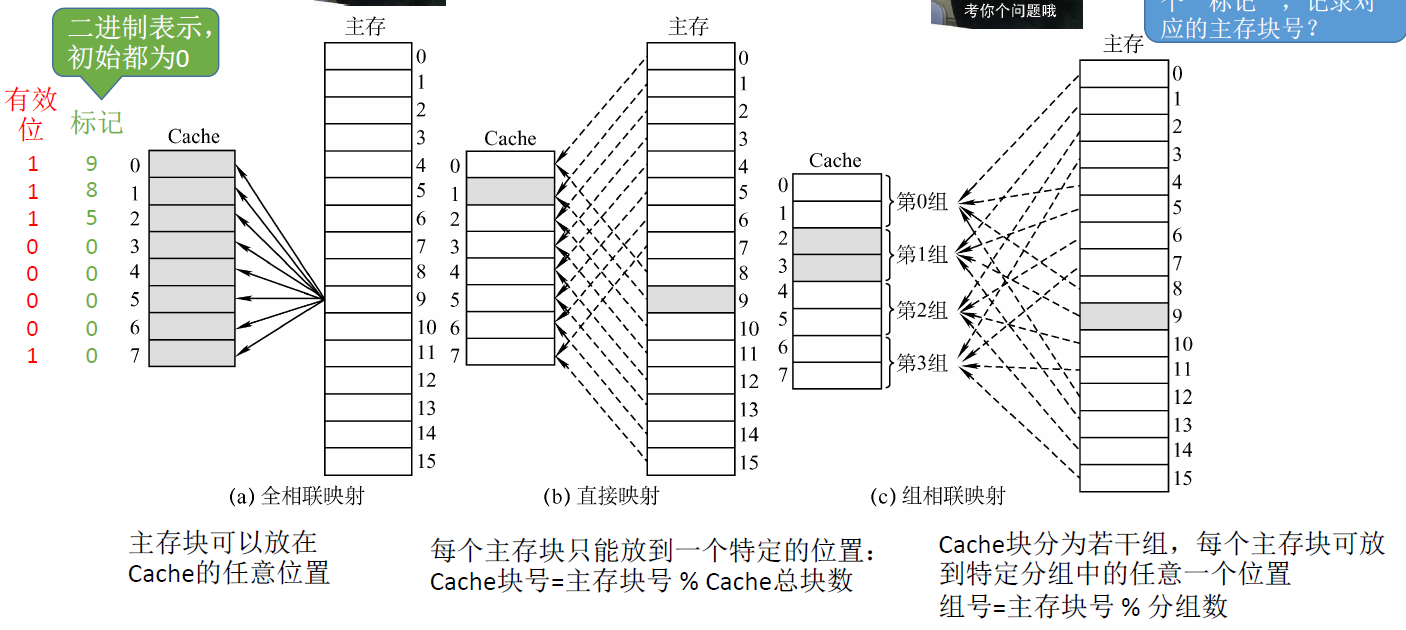 考你个问题哦
个“标记”，记录对
应的主存块号？
二进制表示，
初始都为0
有效
位
标记
1 9
1 8
1 5
0 0
0 0
0 0
0 0
1 0
Cache
0
1
2
3
4
5
6
7
主存
0
1
2
3
4
5
6
7
8
9
10
11
12
13
14
15
(a) 全相联映射
主存块可以放在
Cache的任意位置
Cache
0
1
2
3
4
5
6
7
主存
0
1
2
3
4
5
6
7
8
9
10
11
12
13
14
15
(b) 直接映射
每个主存块只能放到一个特定的位置：
Cache块号=主存块号 % Cache总块数
Cache
0
1
2
3
4
5
6
7
第0组
第1组
第2组
第3组
主存
0
1
2
3
4
5
6
7
8
9
10
11
12
13
14
15
(c) 组相联映射
Cache块分为若干组，每个主存块可放
到特定分组中的任意一个位置
组号=主存块号 % 分组数